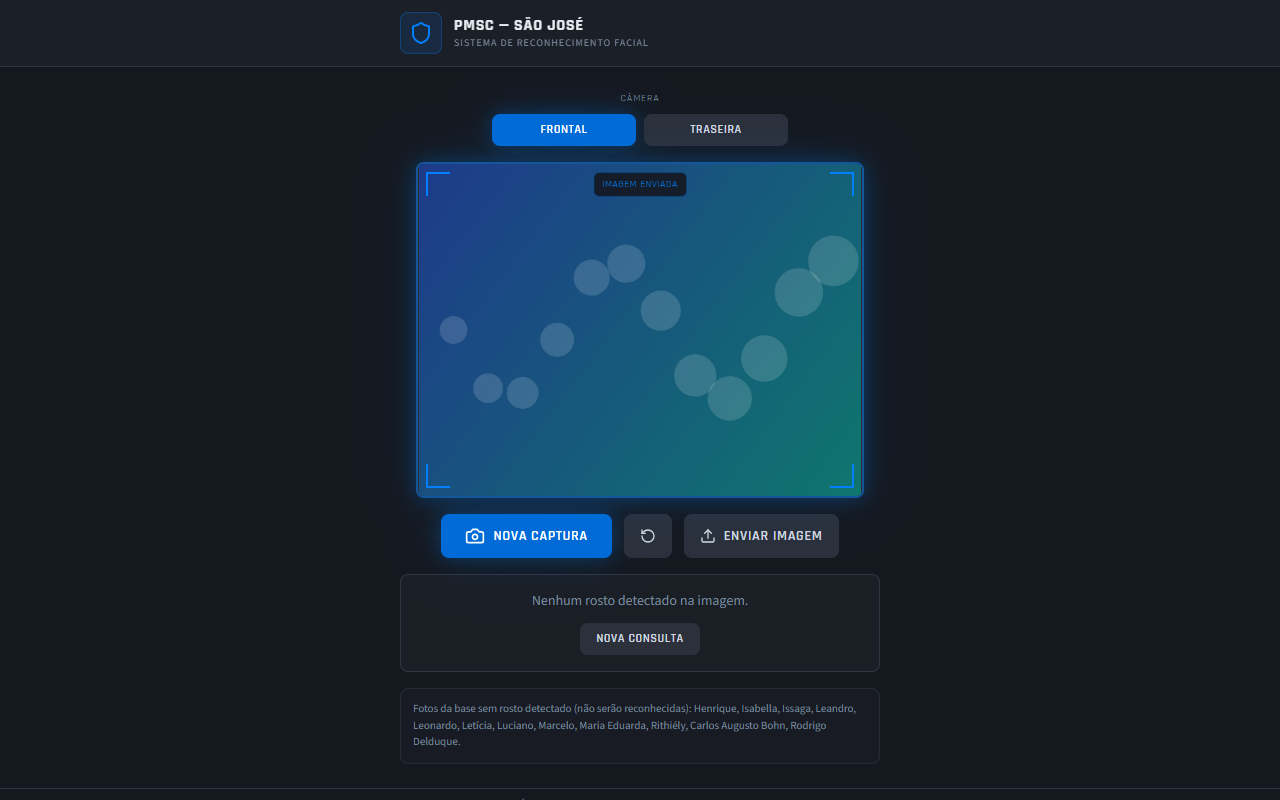 PMSC — SÃO JOSÉ
SISTEMA DE RECONHECIMENTO FACIAL
CÂMERA
FRONTAL
TRASEIRA
IMAGEM ENVIADA
NOVA CAPTURA
ENVIAR IMAGEM
Nenhum rosto detectado na imagem.
NOVA CONSULTA
Fotos da base sem rosto detectado (não serão reconhecidas): Henrique, Isabella, Issaga, Leandro,
Leonardo, Letícia, Luciano, Marcelo, Maria Eduarda, Rithiély, Carlos Augusto Bohn, Rodrigo
Delduque.